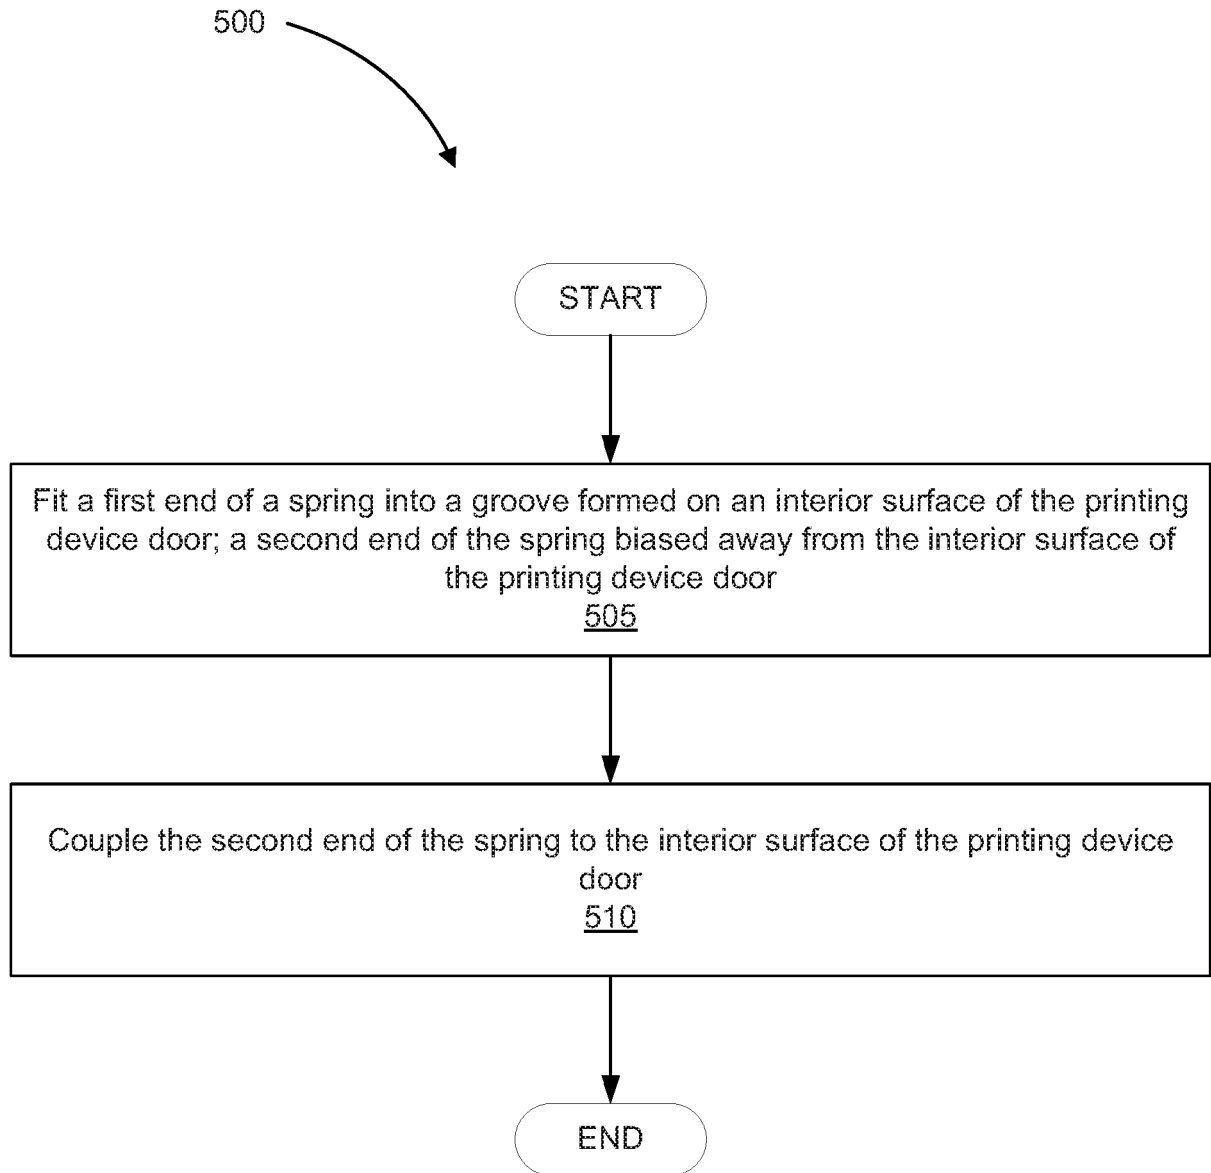 500
START
Fit a first end of a spring into a groove formed on an interior surface of the printing
device door; a second end of the spring biased away from the interior surface of
the printing device door
505
Couple the second end of the spring to the interior surface of the printing device
door
510
END